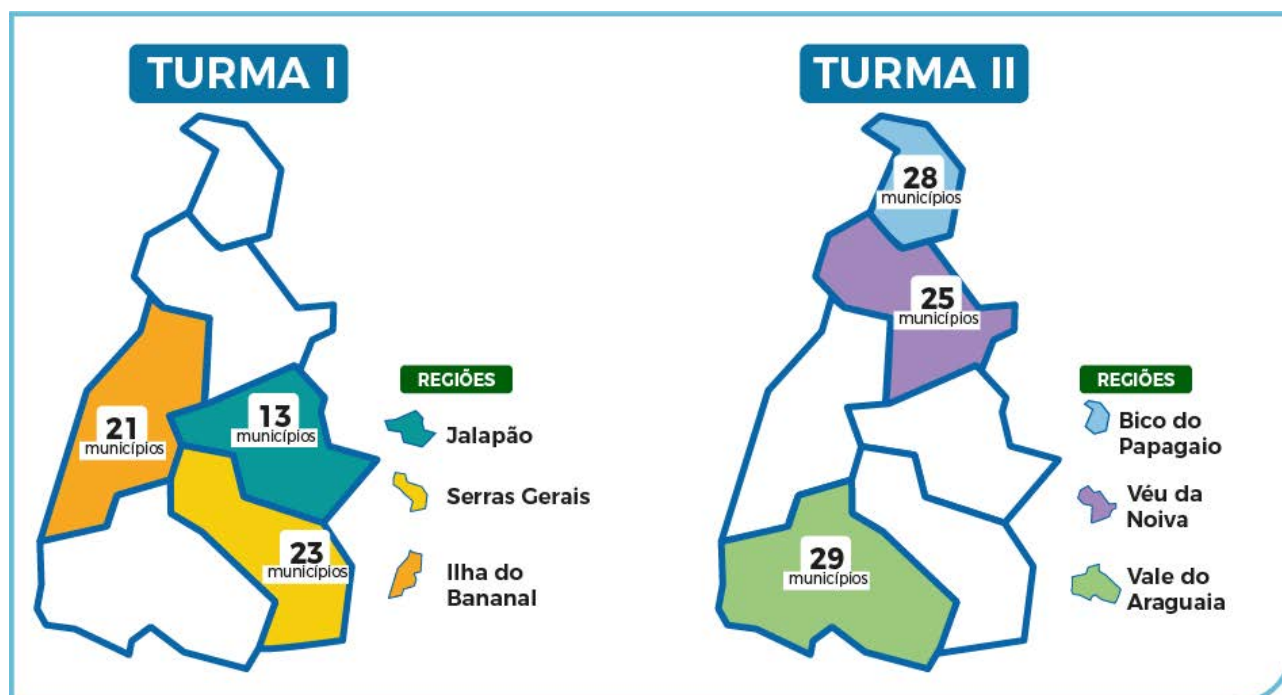 TURMA I
21
municípios
13
municípios
23
municípios
REGIÕES
Jalapão
Serras Gerais
Ilha do
Bananal
TURMA II
28
municípios
25
municípios
29
municípios
REGIÕES
Bico do
Papagaio
Véu da
Noiva
Vale do
Araguaia